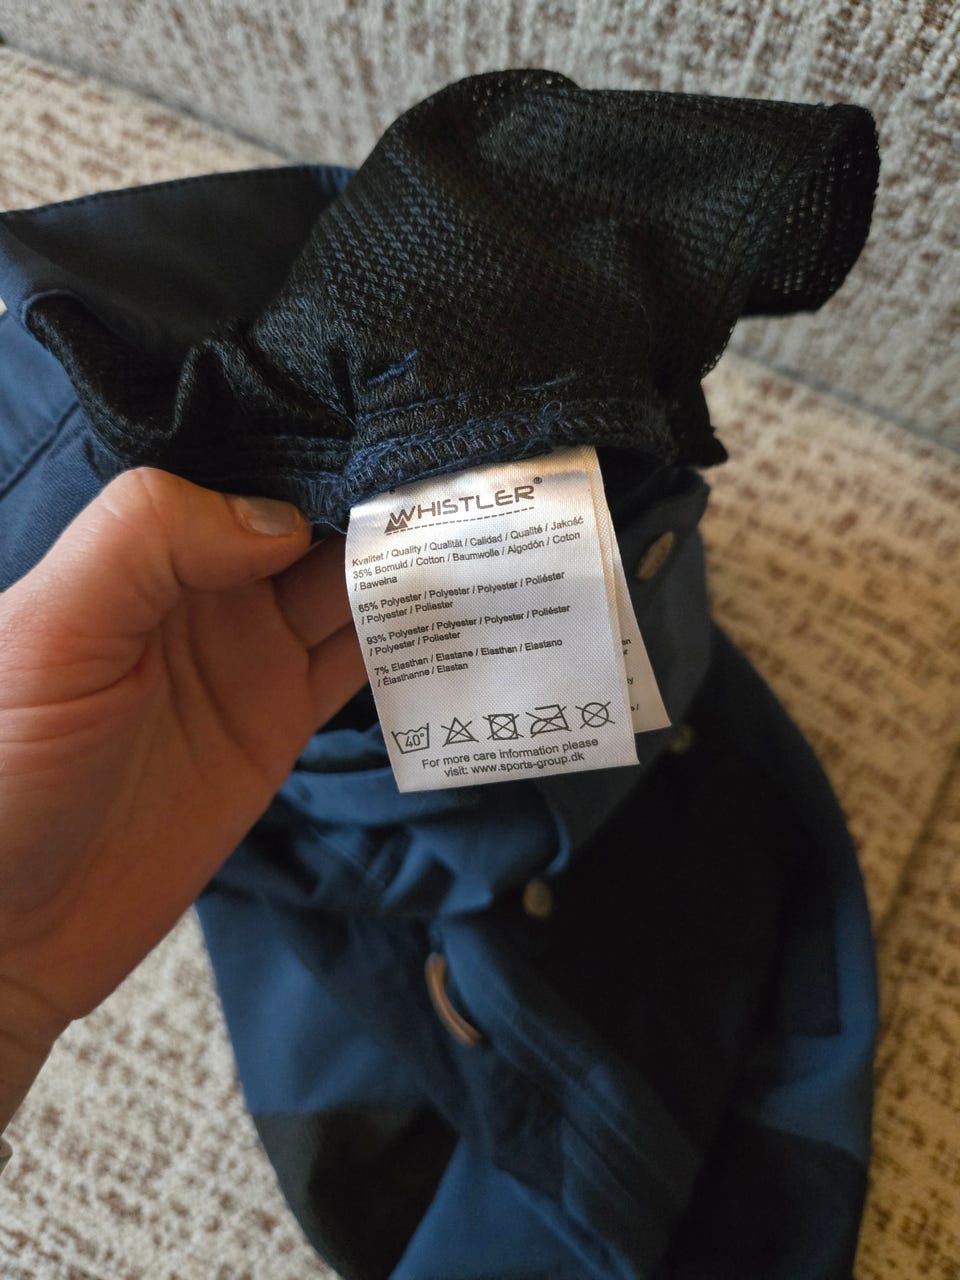 WHISTLER®
Kvalitet / Quality / Qualität / Calidad / Qualité / Jakość
35% Bomuld / Cotton / Baumwolle / Algodón / Coton
/ Bawełna
65% Polyester / Polyester / Polyester / Poliéster
/ Polyester / Poliester
93% Polyester / Polyester / Polyester / Poliéster
/ Polyester / Poliester
7% Elasthan / Elastane / Elasthan / Elastano
/ Élasthanne / Elastan
40°
For more care information please
visit: www.sports-group.dk